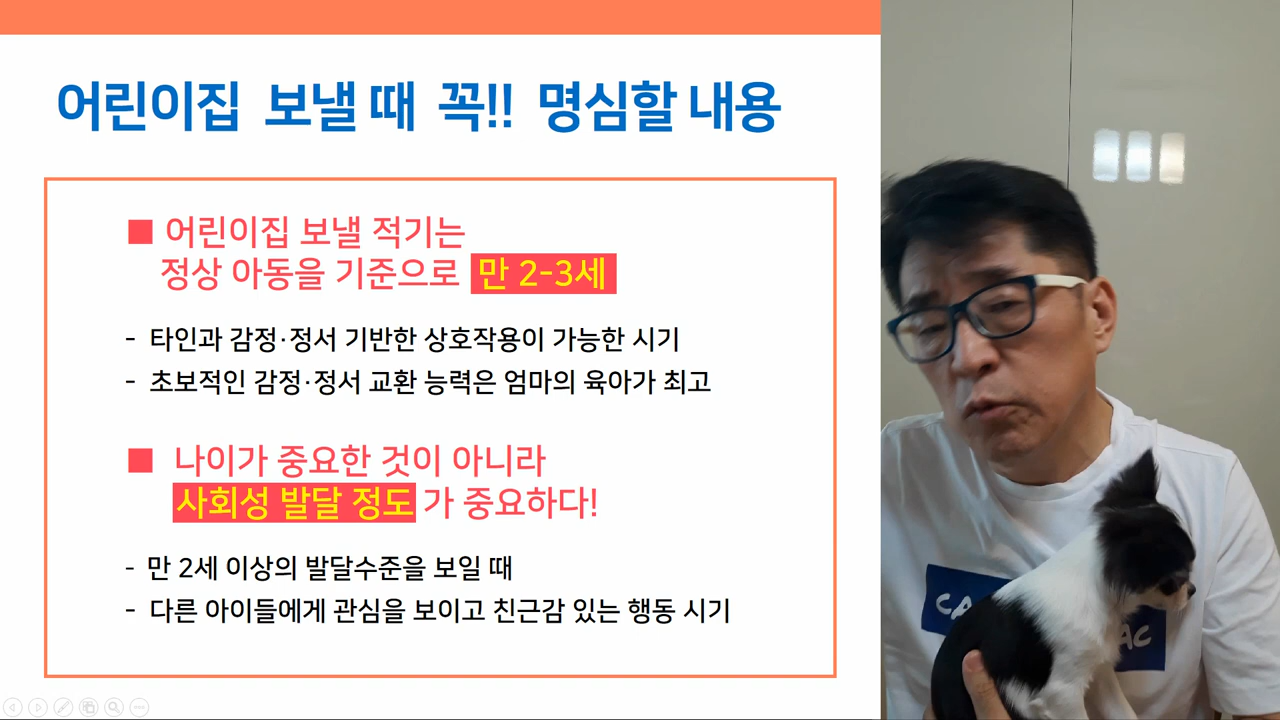 어린이집 보낼 때 꼭!! 명심할 내용
■ 어린이집 보낼 적기는
정상 아동을 기준으로 만 2-3세
- 타인과 감정·정서 기반한 상호작용이 가능한 시기
- 초보적인 감정·정서 교환 능력은 엄마의 육아가 최고
■ 나이가 중요한 것이 아니라
사회성 발달 정도가 중요하다!
- 만 2세 이상의 발달수준을 보일 때
- 다른 아이들에게 관심을 보이고 친근감 있는 행동 시기